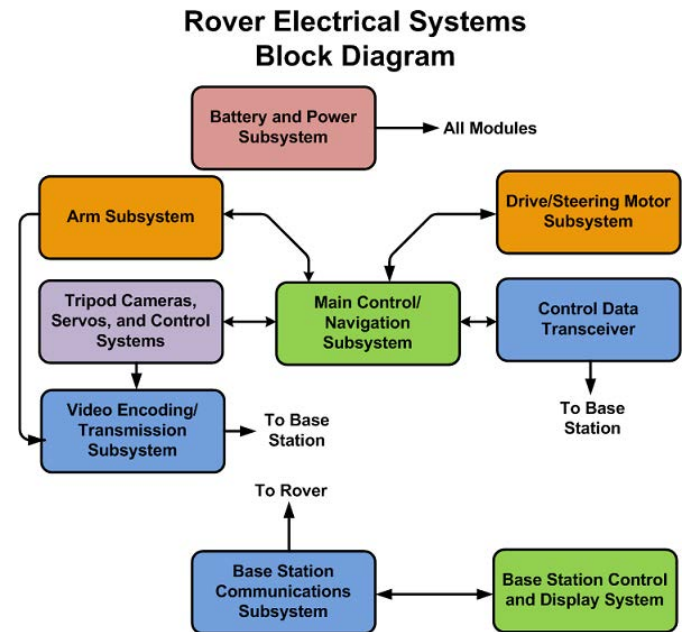 Rover Electrical Systems
Block Diagram
Battery and Power
Subsystem
All Modules
Arm Subsystem
Drive/Steering Motor
Subsystem
Tripod Cameras,
Servos, and Control
Systems
Main Control/
Navigation
Subsystem
Control Data
Transceiver
Video Encoding/
Transmission
Subsystem
To Base
Station
To Base
Station
To Rover
Base Station
Communications
Subsystem
Base Station Control
and Display System